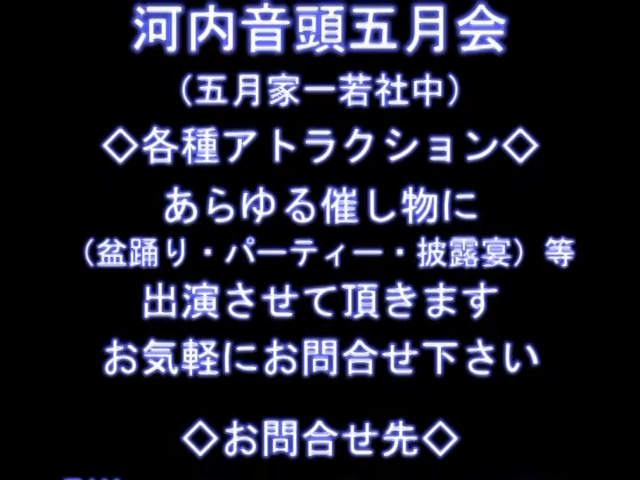 河内音頭五月会
（五月家一若社中）
◇各種アトラクション◇
あらゆる催し物に
（盆踊り・パーティー・披露宴）等
出演させて頂きます
お気軽にお問合せ下さい
◇お問合せ先◇